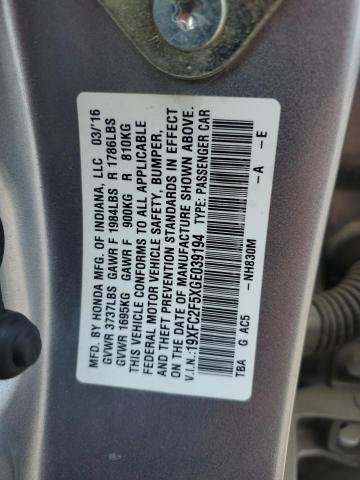 MFD. BY HONDA MFG. OF INDIANA, LLC 03/'16
GVWR 3737LBS GAWR F 1984LBS R 1786LBS
GVWR 1695KG GAWR F 900KG R 810KG
THIS VEHICLE CONFORMS TO ALL APPLICABLE
FEDERAL MOTOR VEHICLE SAFETY, BUMPER,
AND THEFT PREVENTION STANDARDS IN EFFECT
ON THE DATE OF MANUFACTURE SHOWN ABOVE.
V.I.N.:19XFC2F5XGE039194 TYPE: PASSENGER CAR
TBA G AC5 -NH830M -A -E